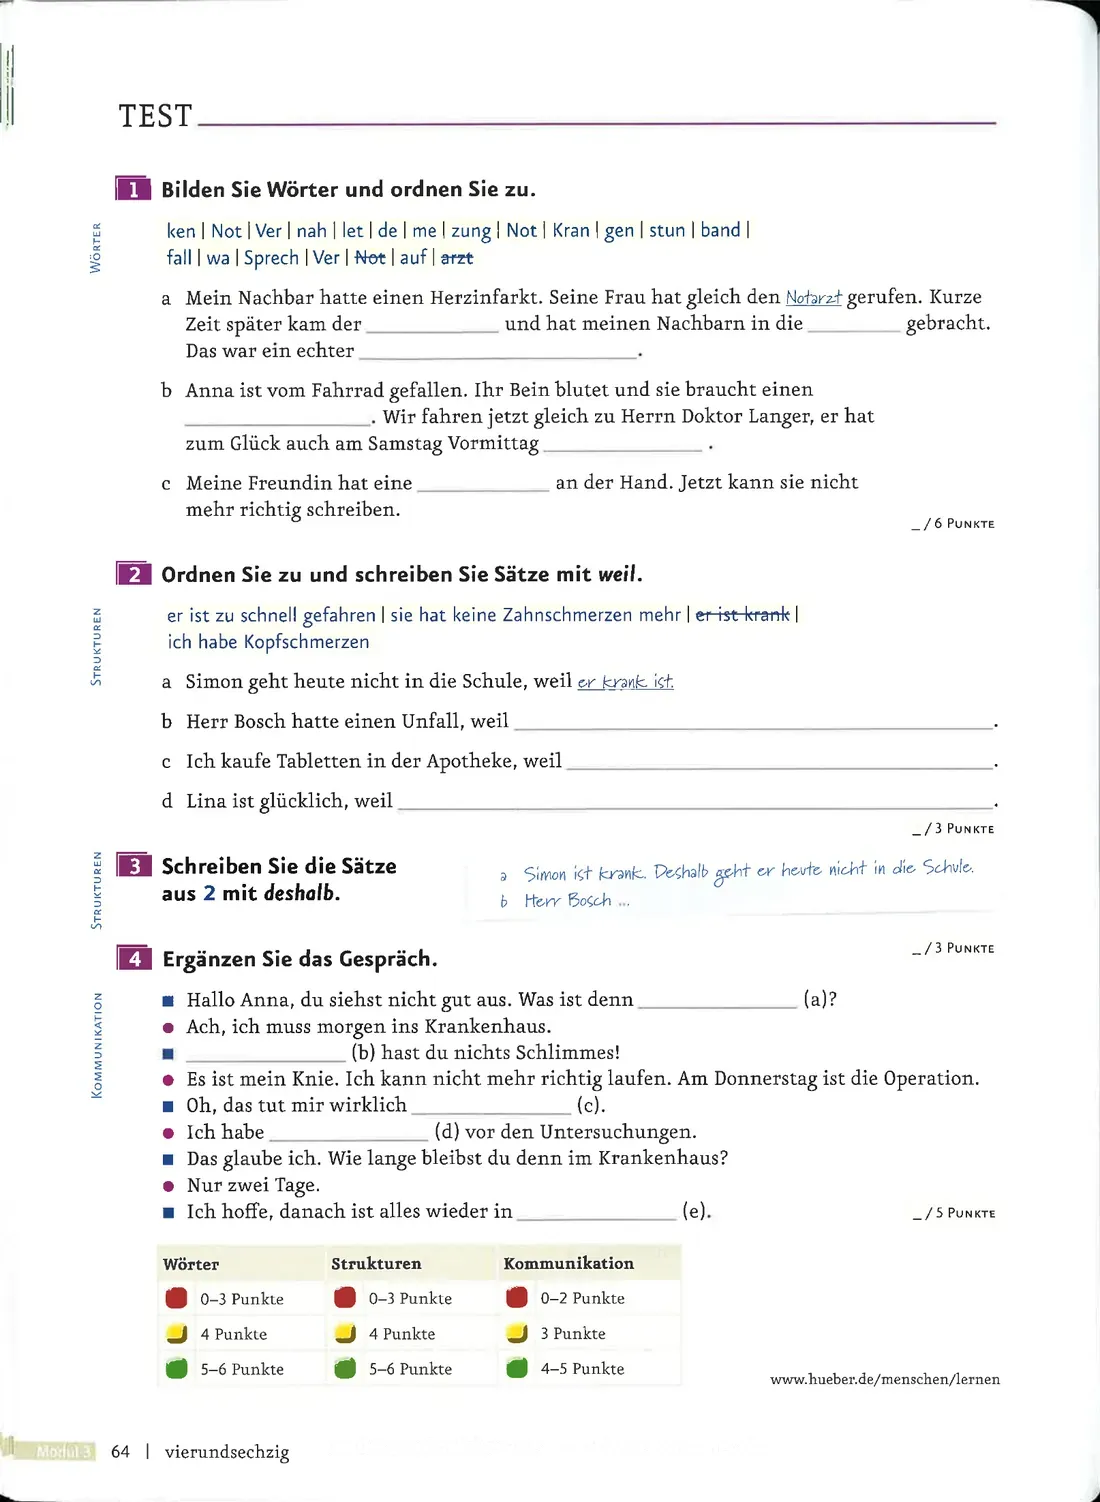 TEST
1 Bilden Sie Wörter und ordnen Sie zu.
WÖRTER
ken | Not | Ver | nah | let | de | me | zung | Not | Kran | gen | stun | band |
fall | wa | Sprech | Ver | Not | auf | arzt
a Mein Nachbar hatte einen Herzinfarkt. Seine Frau hat gleich den Notarzt gerufen. Kurze
Zeit später kam der ____________ und hat meinen Nachbarn in die ____________ gebracht.
Das war ein echter ____________.
b Anna ist vom Fahrrad gefallen. Ihr Bein blutet und sie braucht einen
____________. Wir fahren jetzt gleich zu Herrn Doktor Langer, er hat
zum Glück auch am Samstag Vormittag ____________.
c Meine Freundin hat eine ____________ an der Hand. Jetzt kann sie nicht
mehr richtig schreiben.
_ / 6 PUNKTE
2 Ordnen Sie zu und schreiben Sie Sätze mit weil.
STRUKTUREN
er ist zu schnell gefahren | sie hat keine Zahnschmerzen mehr | er ist krank |
ich habe Kopfschmerzen
a Simon geht heute nicht in die Schule, weil er krank ist.
b Herr Bosch hatte einen Unfall, weil ____________.
c Ich kaufe Tabletten in der Apotheke, weil ____________.
d Lina ist glücklich, weil ____________.
_ / 3 PUNKTE
STRUKTUREN
3 Schreiben Sie die Sätze
aus 2 mit deshalb.
a Simon ist krank. Deshalb geht er heute nicht in die Schule.
b Herr Bosch ...
_ / 3 PUNKTE
4 Ergänzen Sie das Gespräch.
KOMMUNIKATION
■ Hallo Anna, du siehst nicht gut aus. Was ist denn ____________ (a)?
● Ach, ich muss morgen ins Krankenhaus.
■ ____________ (b) hast du nichts Schlimmes!
● Es ist mein Knie. Ich kann nicht mehr richtig laufen. Am Donnerstag ist die Operation.
■ Oh, das tut mir wirklich ____________ (c).
● Ich habe ____________ (d) vor den Untersuchungen.
■ Das glaube ich. Wie lange bleibst du denn im Krankenhaus?
● Nur zwei Tage.
■ Ich hoffe, danach ist alles wieder in ____________ (e).
_ / 5 PUNKTE
Wörter Strukturen Kommunikation
0–3 Punkte 0–3 Punkte 0–2 Punkte
4 Punkte 4 Punkte 3 Punkte
5–6 Punkte 5–6 Punkte 4–5 Punkte
www.hueber.de/menschen/lernen
Modul 3 64 | vierundsechzig